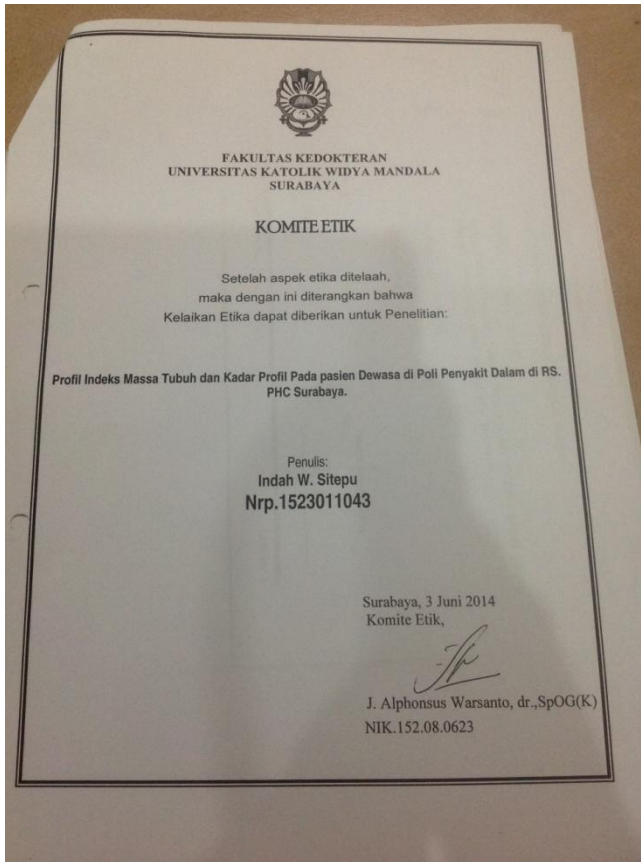 FAKULTAS KEDOKTERAN
UNIVERSITAS KATOLIK WIDYA MANDALA
SURABAYA
KOMITE ETIK
Setelah aspek etika ditelaah,
maka dengan ini diterangkan bahwa
Kelaikan Etika dapat diberikan untuk Penelitian:
Profil Indeks Massa Tubuh dan Kadar Profil Pada pasien Dewasa di Poli Penyakit Dalam di RS.
PHC Surabaya.
Penulis:
Indah W. Sitepu
Nrp.1523011043
Surabaya, 3 Juni 2014
Komite Etik,
J. Alphonsus Warsanto, dr.,SpOG(K)
NIK.152.08.0623